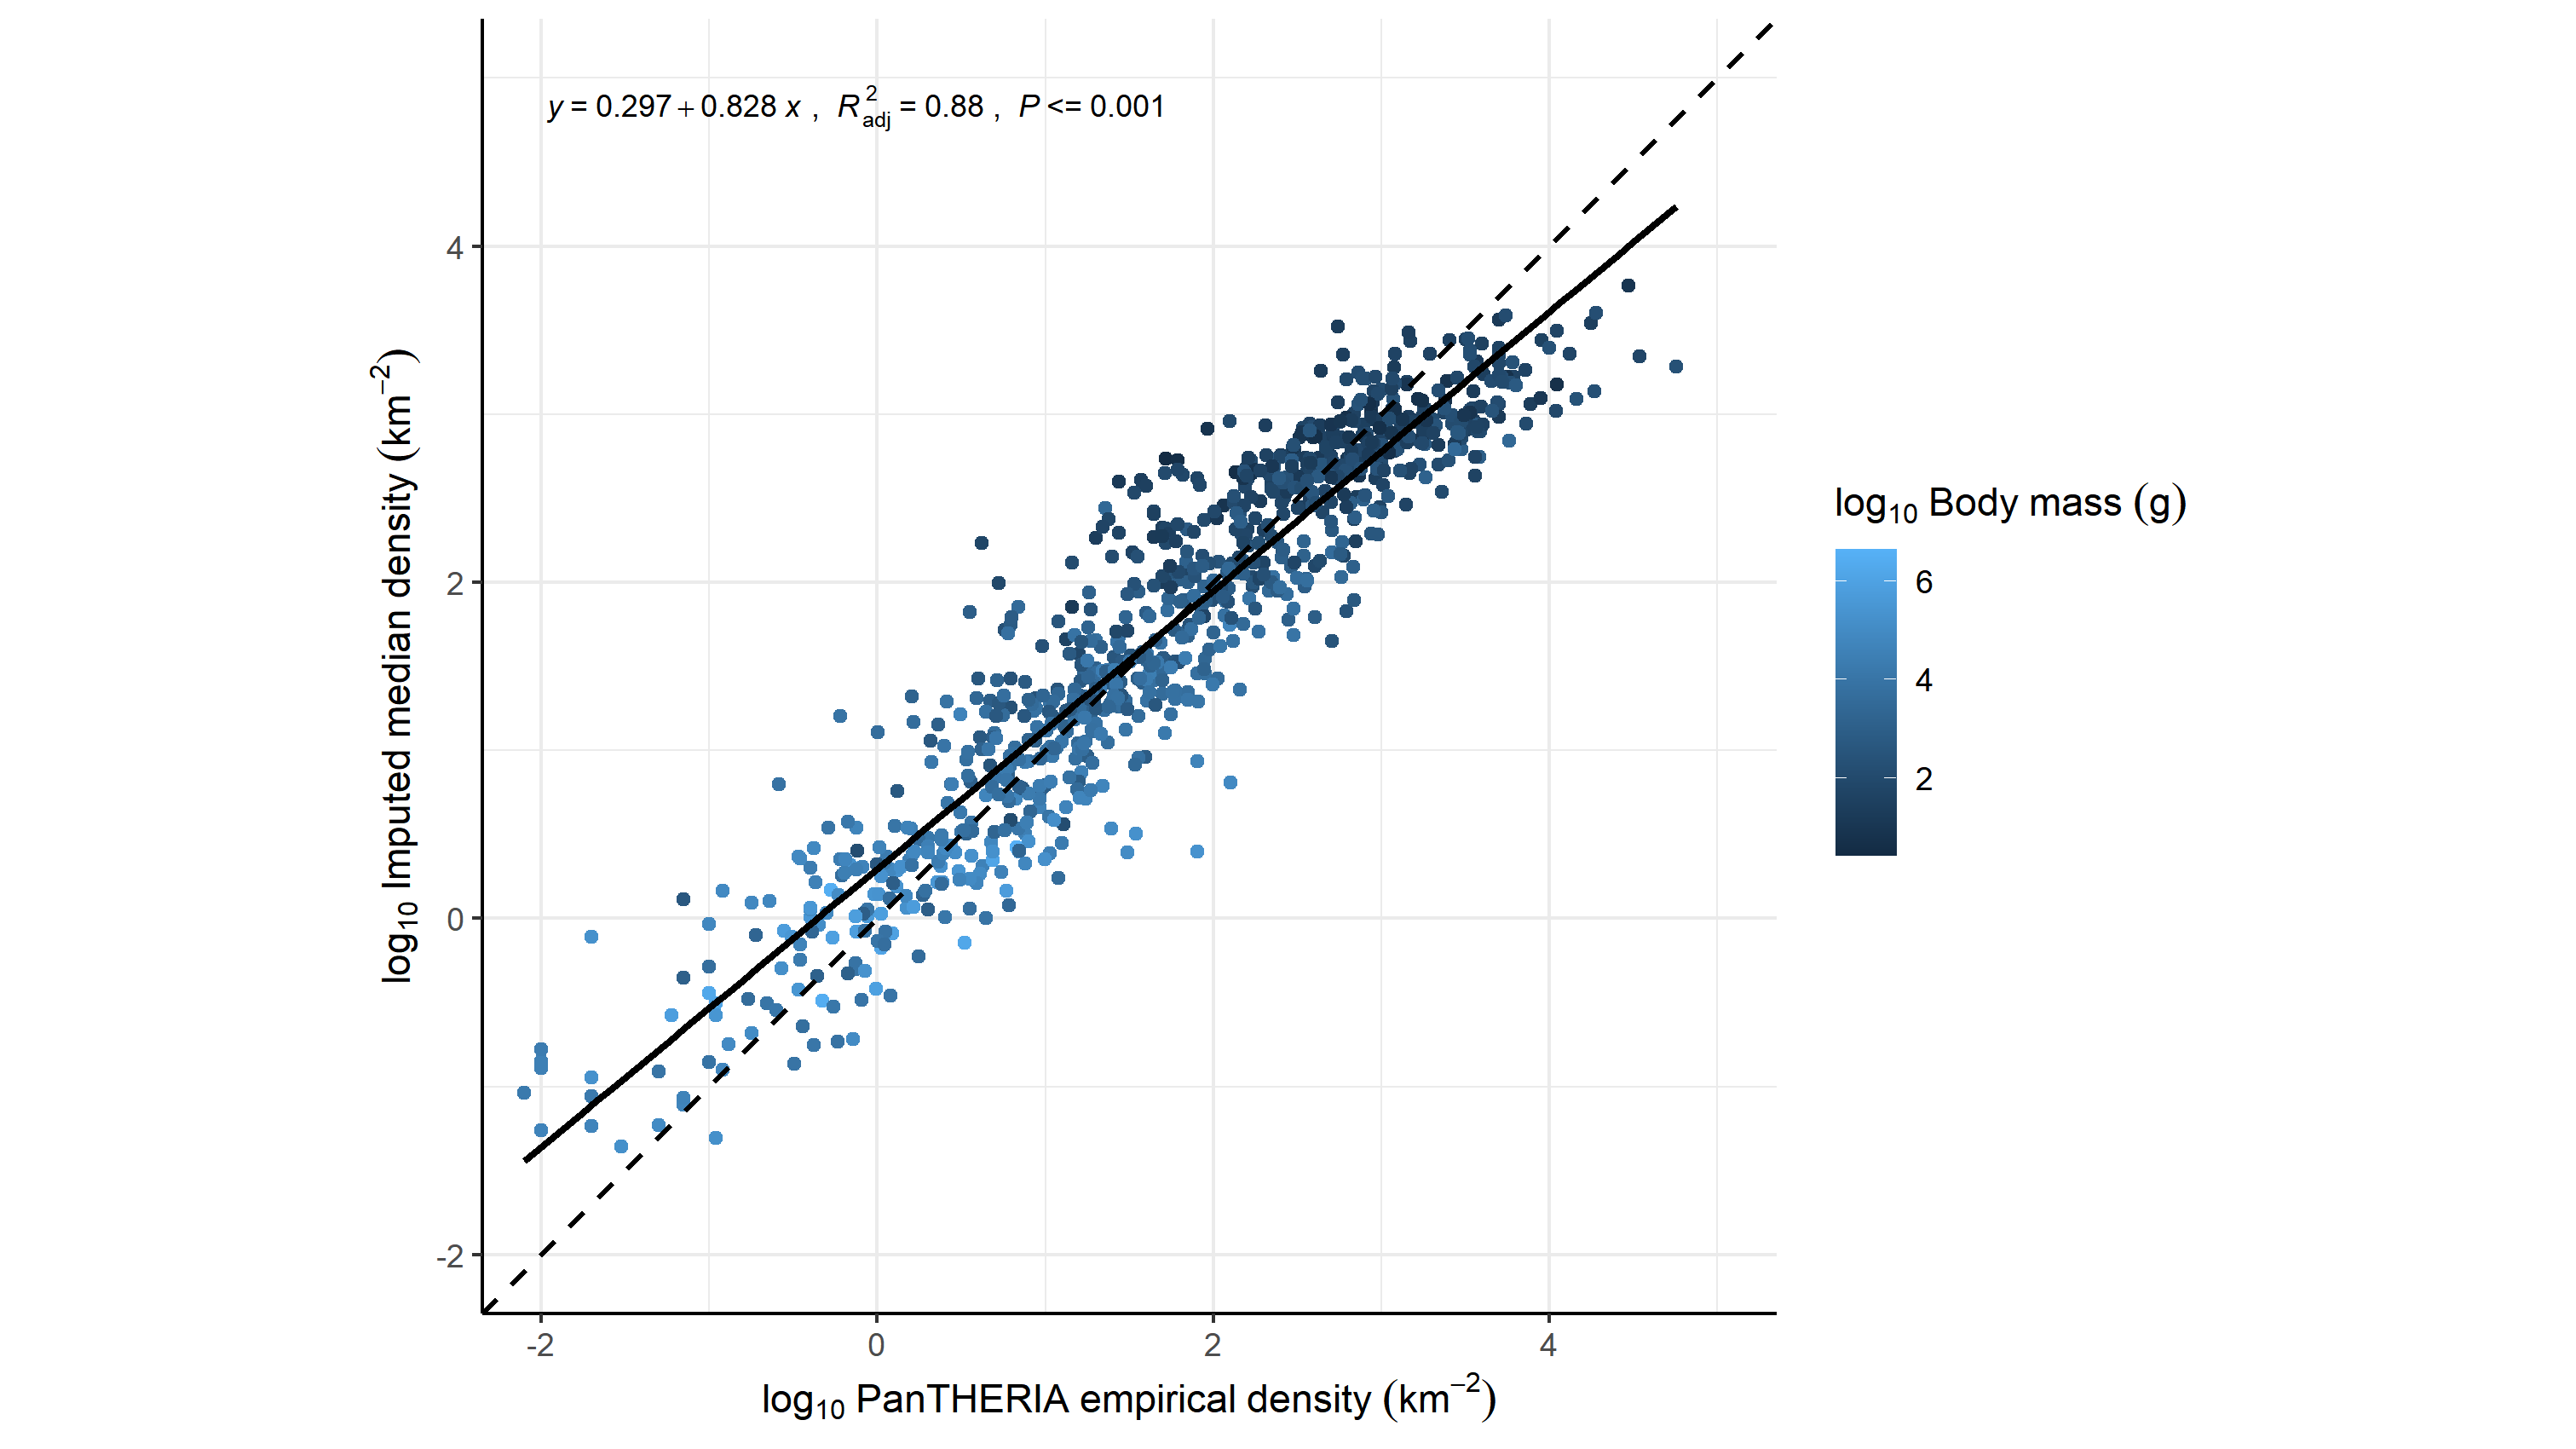 y = 0.297 + 0.828 x , R²adj = 0.88 , P <= 0.001
log₁₀ Imputed median density (km⁻²)
4
2
0
-2
-2 0 2 4
log₁₀ PanTHERIA empirical density (km⁻²)
log₁₀ Body mass (g)
6
4
2